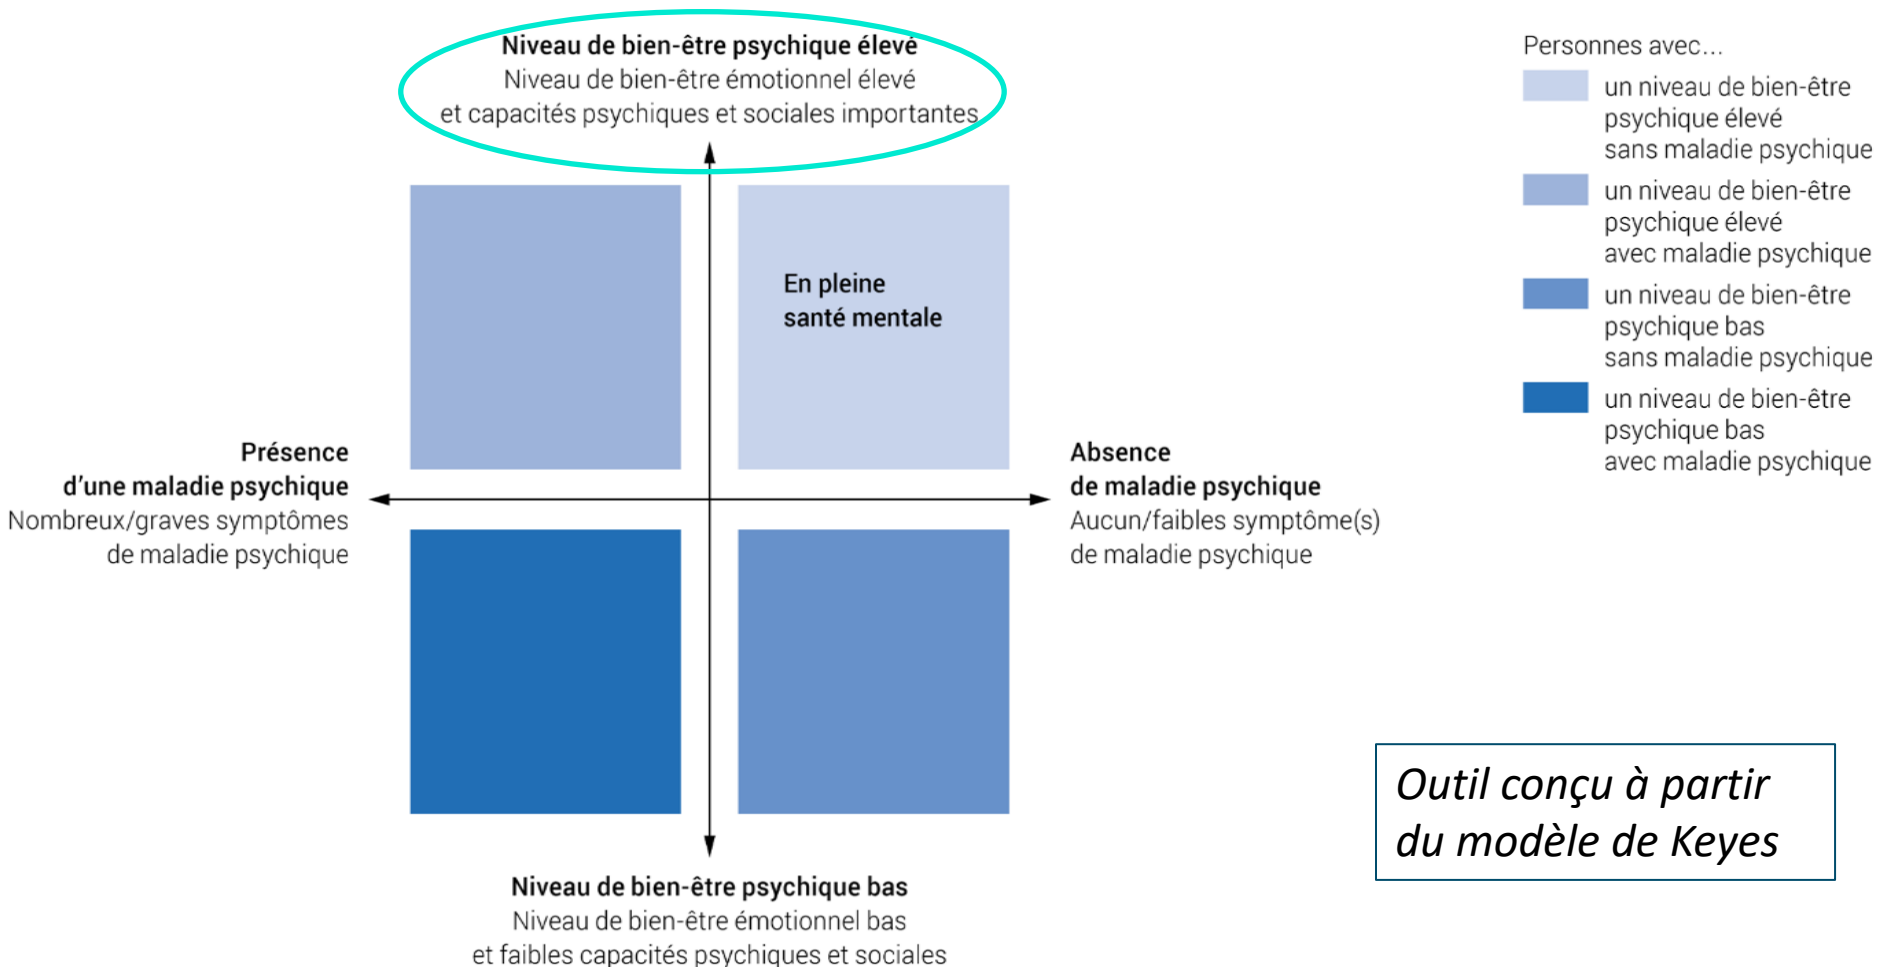 Niveau de bien-être psychique élevé
Niveau de bien-être émotionnel élevé
et capacités psychiques et sociales importantes
En pleine
santé mentale
Présence
d'une maladie psychique
Nombreux/graves symptômes
de maladie psychique
Absence
de maladie psychique
Aucun/faibles symptôme(s)
de maladie psychique
Niveau de bien-être psychique bas
Niveau de bien-être émotionnel bas
et faibles capacités psychiques et sociales
Personnes avec...
un niveau de bien-être
psychique élevé
sans maladie psychique
un niveau de bien-être
psychique élevé
avec maladie psychique
un niveau de bien-être
psychique bas
sans maladie psychique
un niveau de bien-être
psychique bas
avec maladie psychique
Outil conçu à partir
du modèle de Keyes